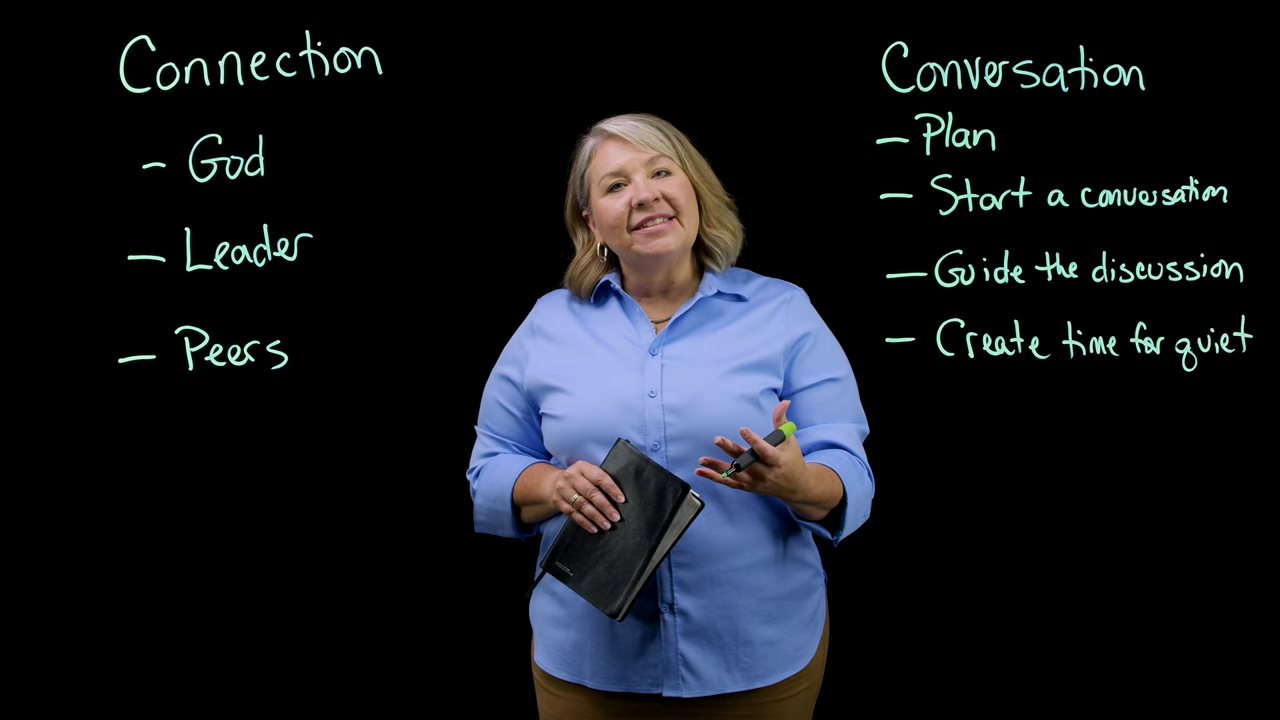 Connection
– God
– Leader
– Peers
Conversation
– Plan
– Start a conversation
– Guide the discussion
– Create time for quiet